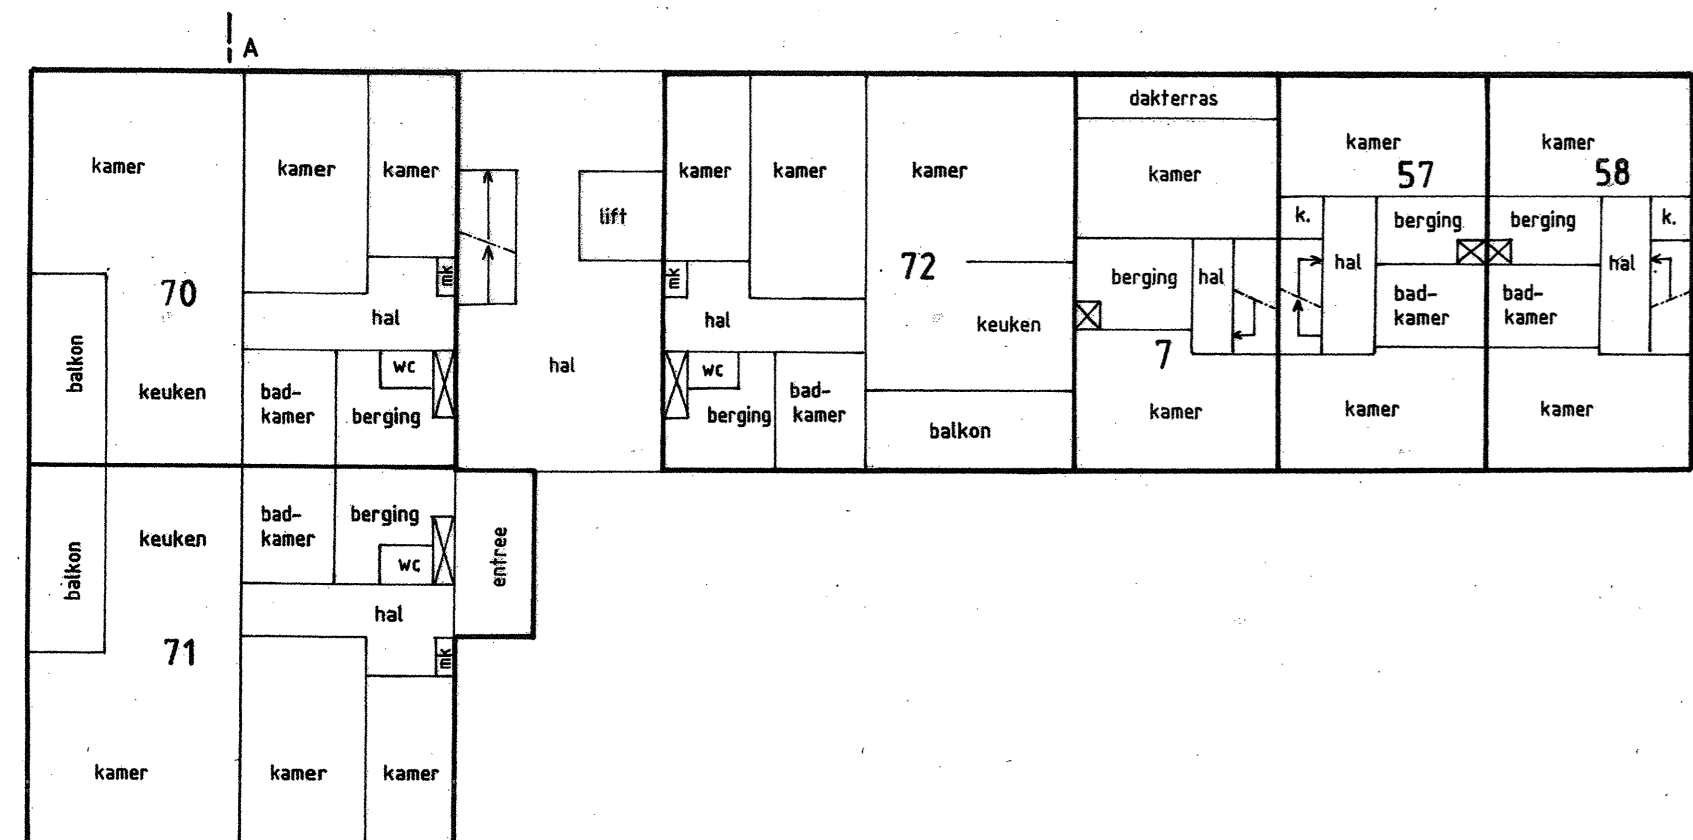 A
kamer
kamer
kamer
70
balkon
keuken
hal
mk
bad-
kamer
wc
berging
lift
hal
kamer
kamer
kamer
mk
hal
72
keuken
wc
berging
bad-
kamer
balkon
dakterras
kamer
berging
hal
7
kamer
kamer
57
k.
hal
berging
bad-
kamer
kamer
kamer
58
berging
k.
hal
bad-
kamer
kamer
balkon
keuken
bad-
kamer
berging
wc
entree
hal
mk
71
kamer
kamer
kamer